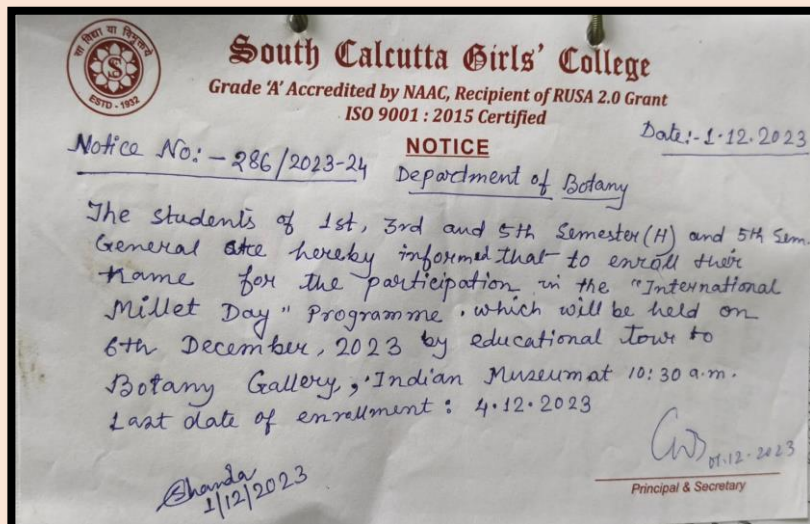 सा विद्या या विमुक्तये
ESTD - 1932
South Calcutta Girls' College
Grade 'A' Accredited by NAAC, Recipient of RUSA 2.0 Grant
ISO 9001 : 2015 Certified
Date:- 1.12.2023
NOTICE
Notice No:- 286/2023-24
Department of Botany
The students of 1st, 3rd and 5th Semester (H) and 5th Sem.
General are hereby informed that to enroll their
Name for the participation in the "International
Millet Day" Programme. which will be held on
6th December, 2023 by educational tour to
Botany Gallery, Indian Museum at 10:30 a.m.
Last date of enrollment : 4.12.2023
1/12/2023
01.12.2023
Principal & Secretary